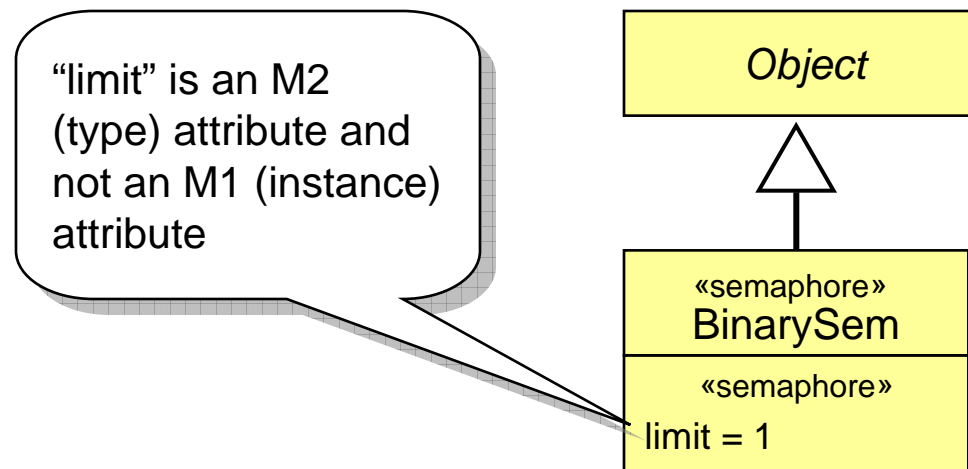 “limit” is an M2
(type) attribute and
not an M1 (instance)
attribute
Object
«semaphore»
BinarySem
«semaphore»
limit = 1